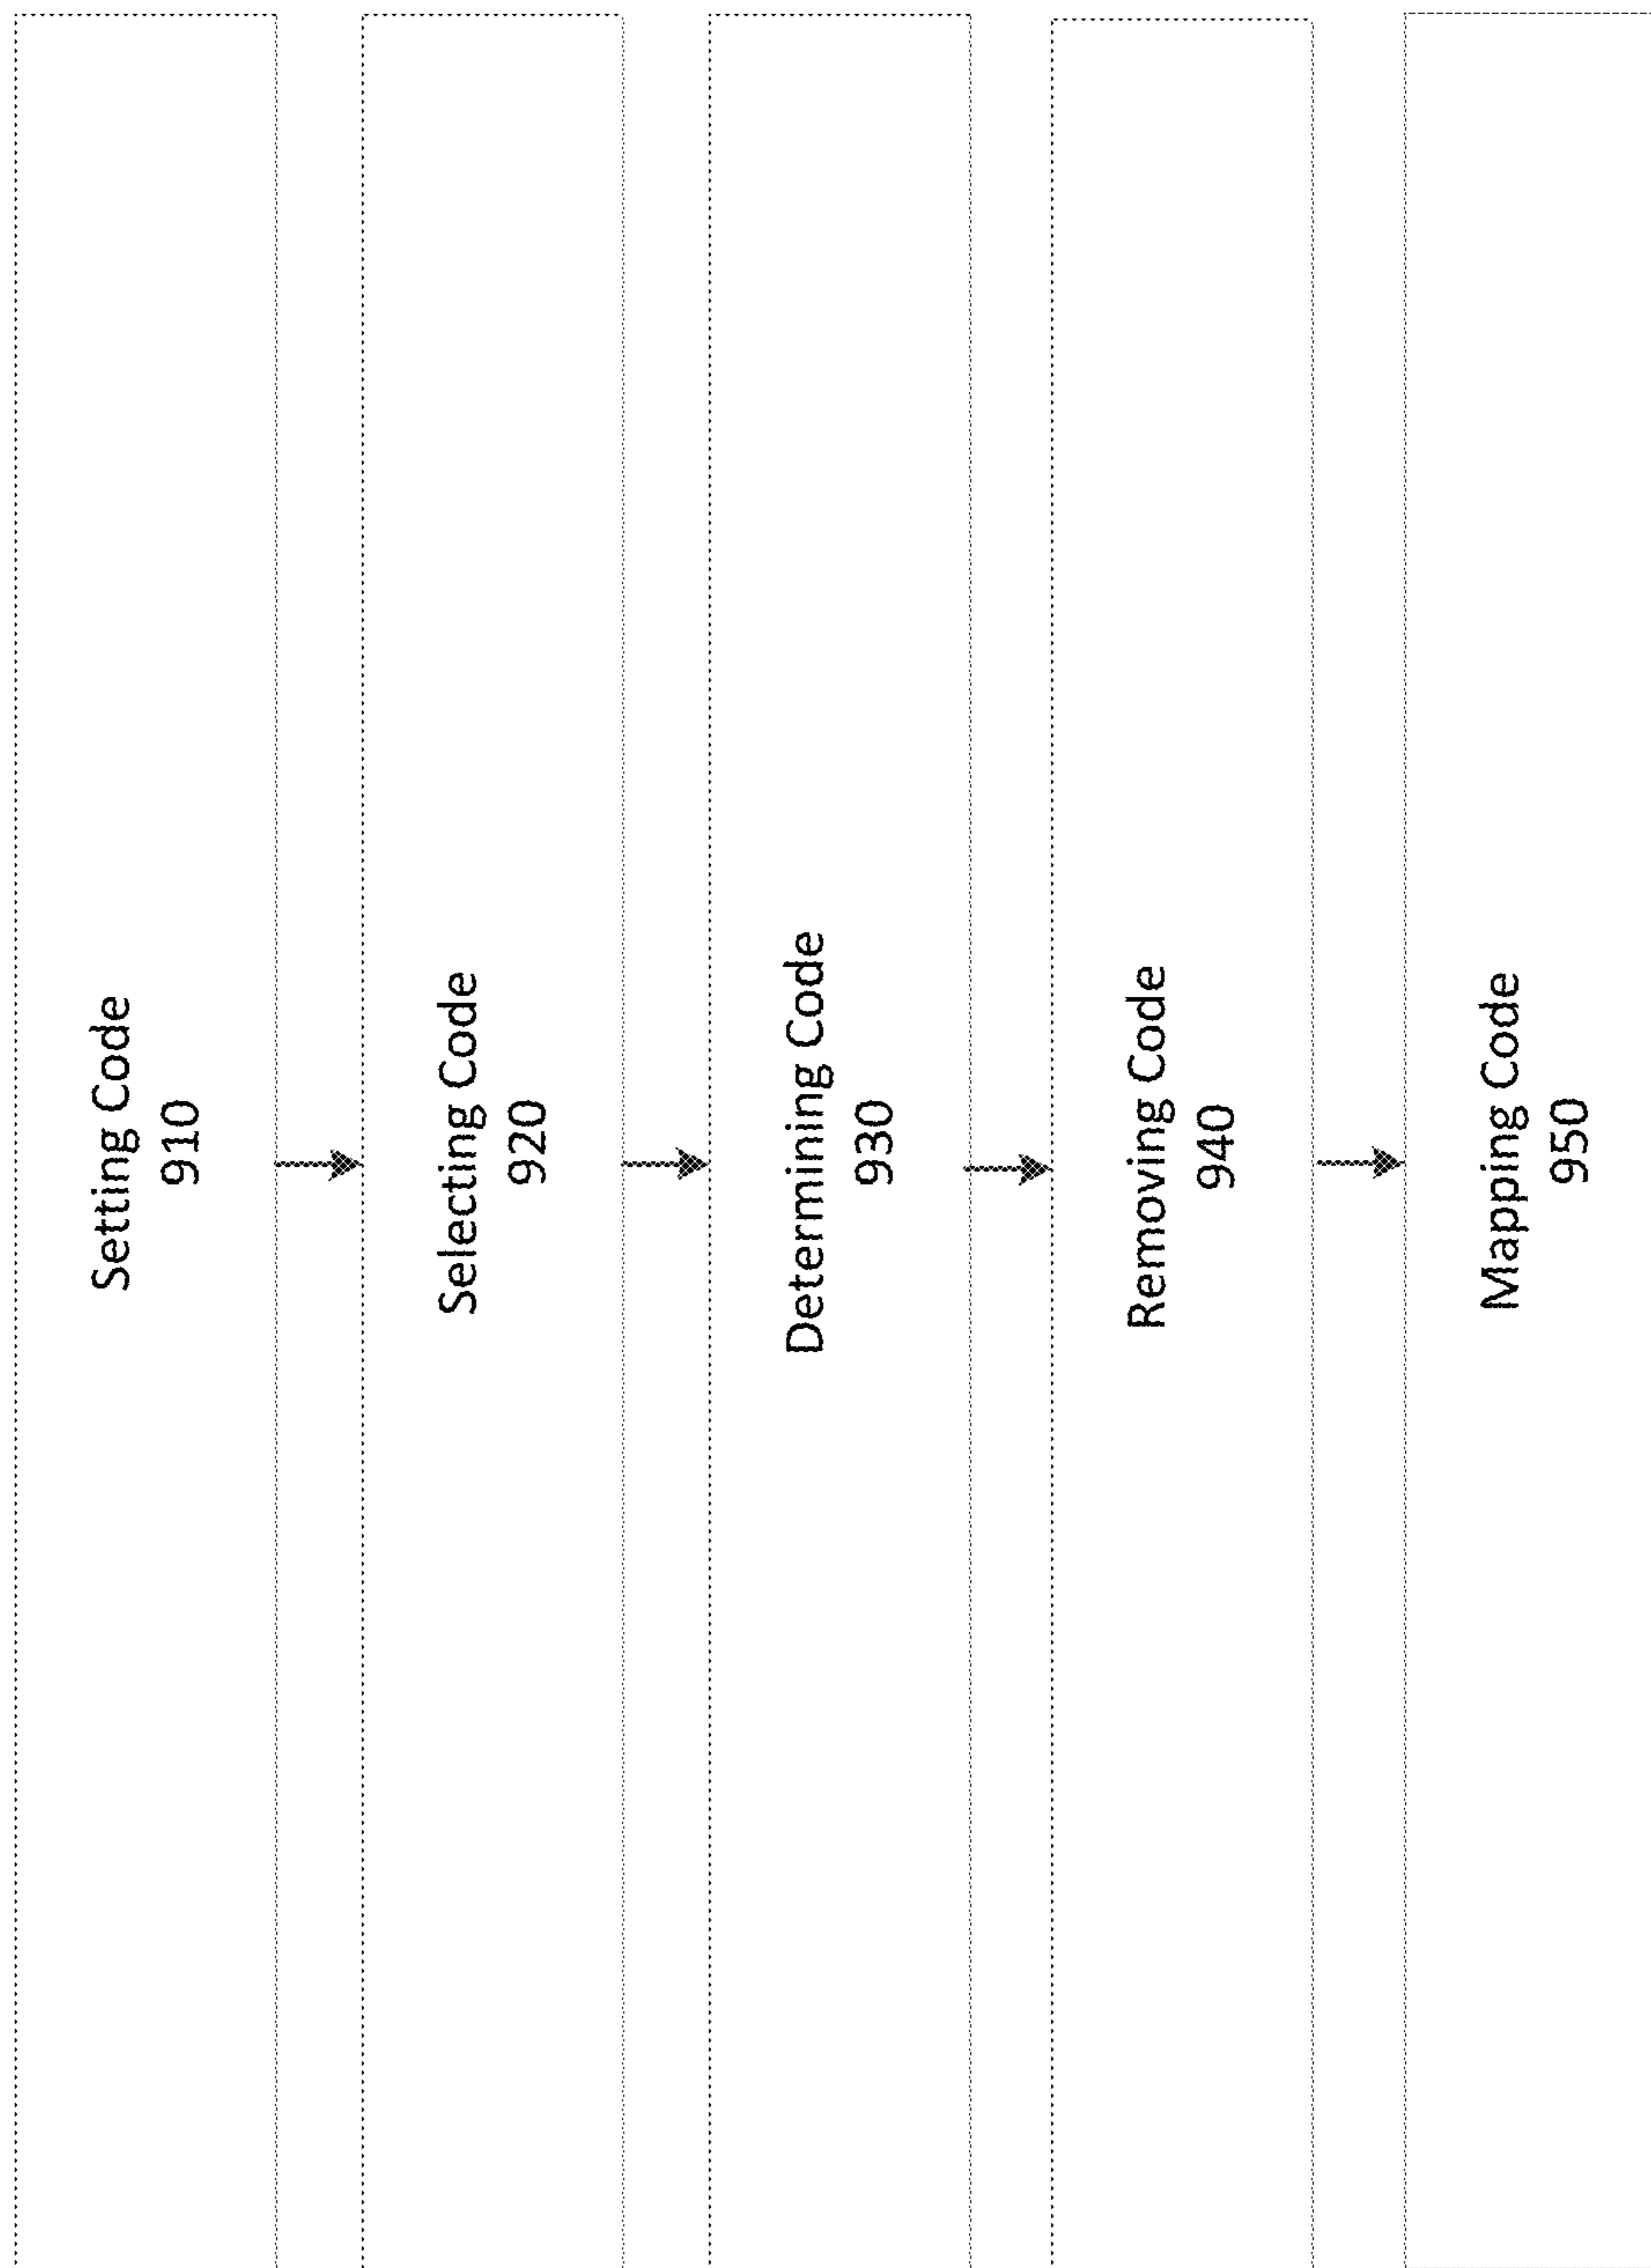 Setting Code
910
Selecting Code
920
Determining Code
930
Removing Code
940
Mapping Code
950